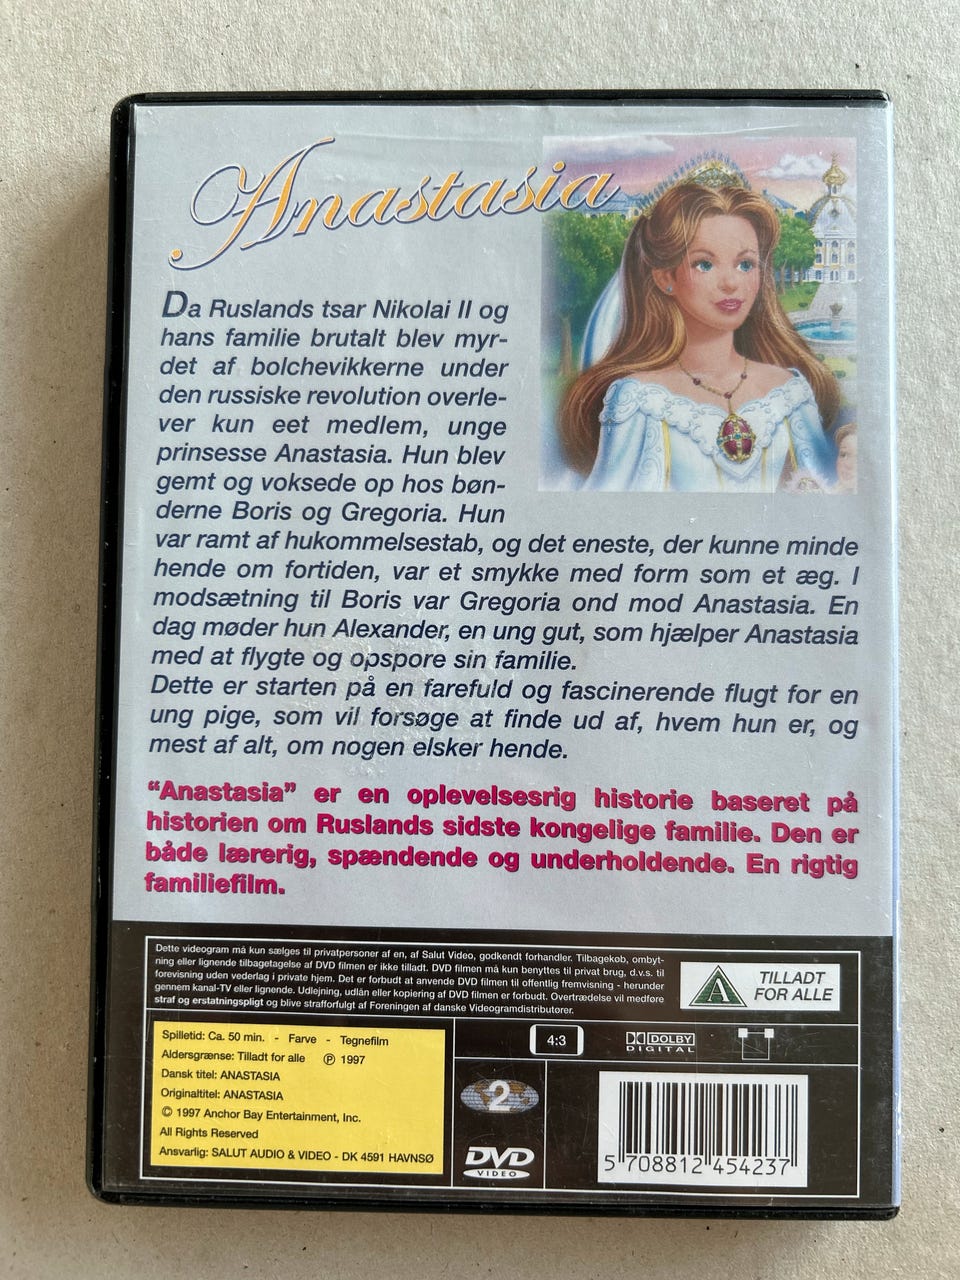 Anastasia
Da Ruslands tsar Nikolai II og
hans familie brutalt blev myr-
det af bolchevikkerne under
den russiske revolution overle-
ver kun eet medlem, unge
prinsesse Anastasia. Hun blev
gemt og voksede op hos bøn-
derne Boris og Gregoria. Hun
var ramt af hukommelsestab, og det eneste, der kunne minde
hende om fortiden, var et smykke med form som et æg. I
modsætning til Boris var Gregoria ond mod Anastasia. En
dag møder hun Alexander, en ung gut, som hjælper Anastasia
med at flygte og opspore sin familie.
Dette er starten på en farefuld og fascinerende flugt for en
ung pige, som vil forsøge at finde ud af, hvem hun er, og
mest af alt, om nogen elsker hende.
"Anastasia" er en oplevelsesrig historie baseret på
historien om Ruslands sidste kongelige familie. Den er
både lærerig, spændende og underholdende. En rigtig
familiefilm.
Dette videogram må kun sælges til privatpersoner af en, af Salut Video, godkendt forhandler. Tilbagekøb, ombyt-
ning eller lignende tilbagetagelse af DVD filmen er ikke tilladt. DVD filmen må kun benyttes til privat brug, d.v.s. til
forevisning uden vederlag i private hjem. Det er forbudt at anvende DVD filmen til offentlig fremvisning - herunder
gennem kanal-TV eller lignende. Udlejning, udlån eller kopiering af DVD filmen er forbudt. Overtrædelse vil medføre
straf og erstatningspligt og blive strafforfulgt af Foreningen af danske Videogramdistributorer.
A
TILLADT
FOR ALLE
Spilletid: Ca. 50 min. - Farve - Tegnefilm
Aldersgrænse: Tilladt for alle ℗ 1997
Dansk titel: ANASTASIA
Originaltitel: ANASTASIA
© 1997 Anchor Bay Entertainment, Inc.
All Rights Reserved
Ansvarlig: SALUT AUDIO & VIDEO - DK 4591 HAVNSØ
4:3
DOLBY
DIGITAL
2
DVD
VIDEO
5 708812 454237